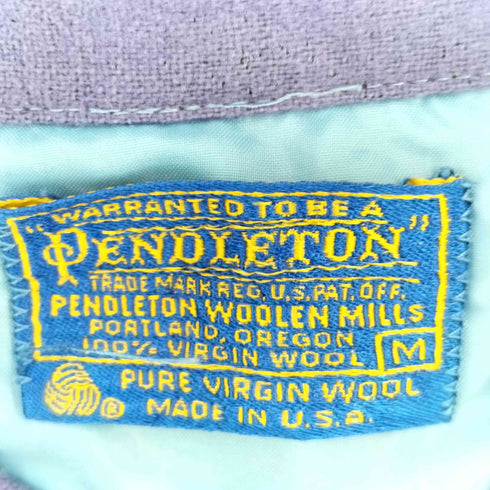 WARRANTED TO BE A
"PENDLETON"
TRADE MARK REG. U.S. PAT. OFF.
PENDLETON WOOLEN MILLS
PORTLAND, OREGON
100% VIRGIN WOOL M
PURE VIRGIN WOOL
® MADE IN U.S.A.